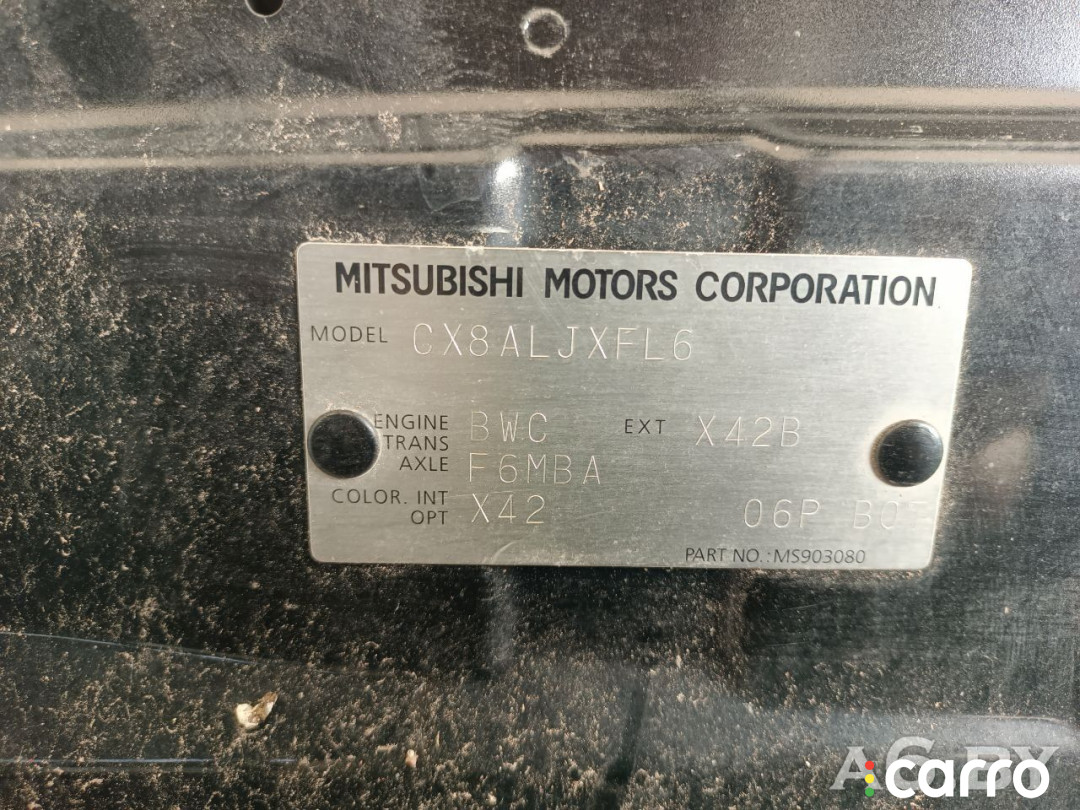 MITSUBISHI MOTORS CORPORATION
MODEL CX8ALJXFL6
ENGINE BWC EXT X42B
TRANS
AXLE F6MBA
COLOR. INT X42
OPT 06P
PART NO.: MS903080
carro